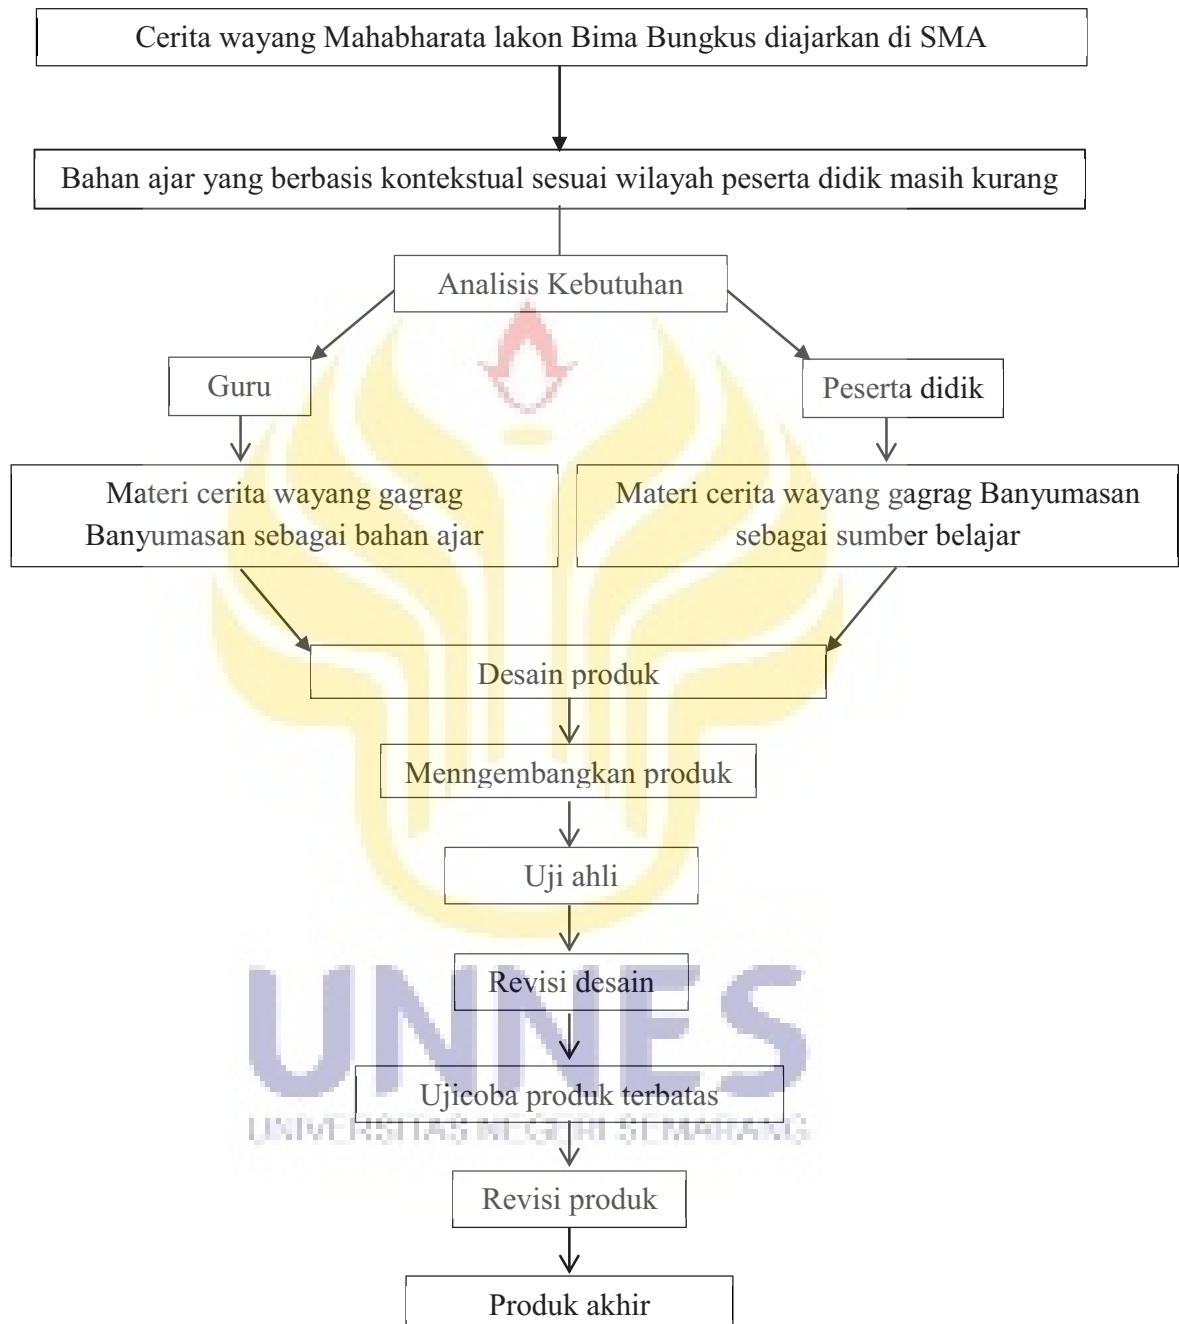 Cerita wayang Mahabharata lakon Bima Bungkus diajarkan di SMA
Bahan ajar yang berbasis kontekstual sesuai wilayah peserta didik masih kurang
Analisis Kebutuhan
Guru
Peserta didik
Materi cerita wayang gagrag
Banyumasan sebagai bahan ajar
Materi cerita wayang gagrag Banyumasan
sebagai sumber belajar
Desain produk
Menngembangkan produk
Uji ahli
Revisi desain
UNNES
Ujicoba produk terbatas
UNIVERSITAS NEGERI SEMARANG
Revisi produk
Produk akhir